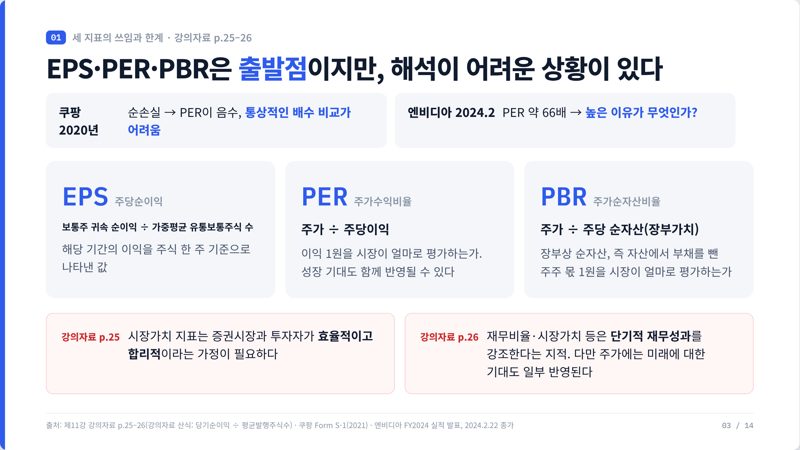 01 세 지표의 쓰임과 한계 · 강의자료 p.25–26
EPS·PER·PBR은 출발점이지만, 해석이 어려운 상황이 있다
쿠팡 2020년
순손실 → PER이 음수, 통상적인 배수 비교가
어려움
엔비디아 2024.2 PER 약 66배 → 높은 이유가 무엇인가?
EPS 주당순이익
보통주 귀속 순이익 ÷ 가중평균 유통보통주식 수
해당 기간의 이익을 주식 한 주 기준으로
나타낸 값
PER 주가수익비율
주가 ÷ 주당이익
이익 1원을 시장이 얼마로 평가하는가.
성장 기대도 함께 반영될 수 있다
PBR 주가순자산비율
주가 ÷ 주당 순자산(장부가치)
장부상 순자산, 즉 자산에서 부채를 뺀
주주 몫 1원을 시장이 얼마로 평가하는가
강의자료 p.25 시장가치 지표는 증권시장과 투자자가 효율적이고
합리적이라는 가정이 필요하다
강의자료 p.26 재무비율·시장가치 등은 단기적 재무성과를
강조한다는 지적. 다만 주가에는 미래에 대한
기대도 일부 반영된다
출처: 제11강 강의자료 p.25–26(강의자료 산식: 당기순이익 ÷ 평균발행주식수) · 쿠팡 Form S-1(2021) · 엔비디아 FY2024 실적 발표, 2024.2.22 종가
03 / 14